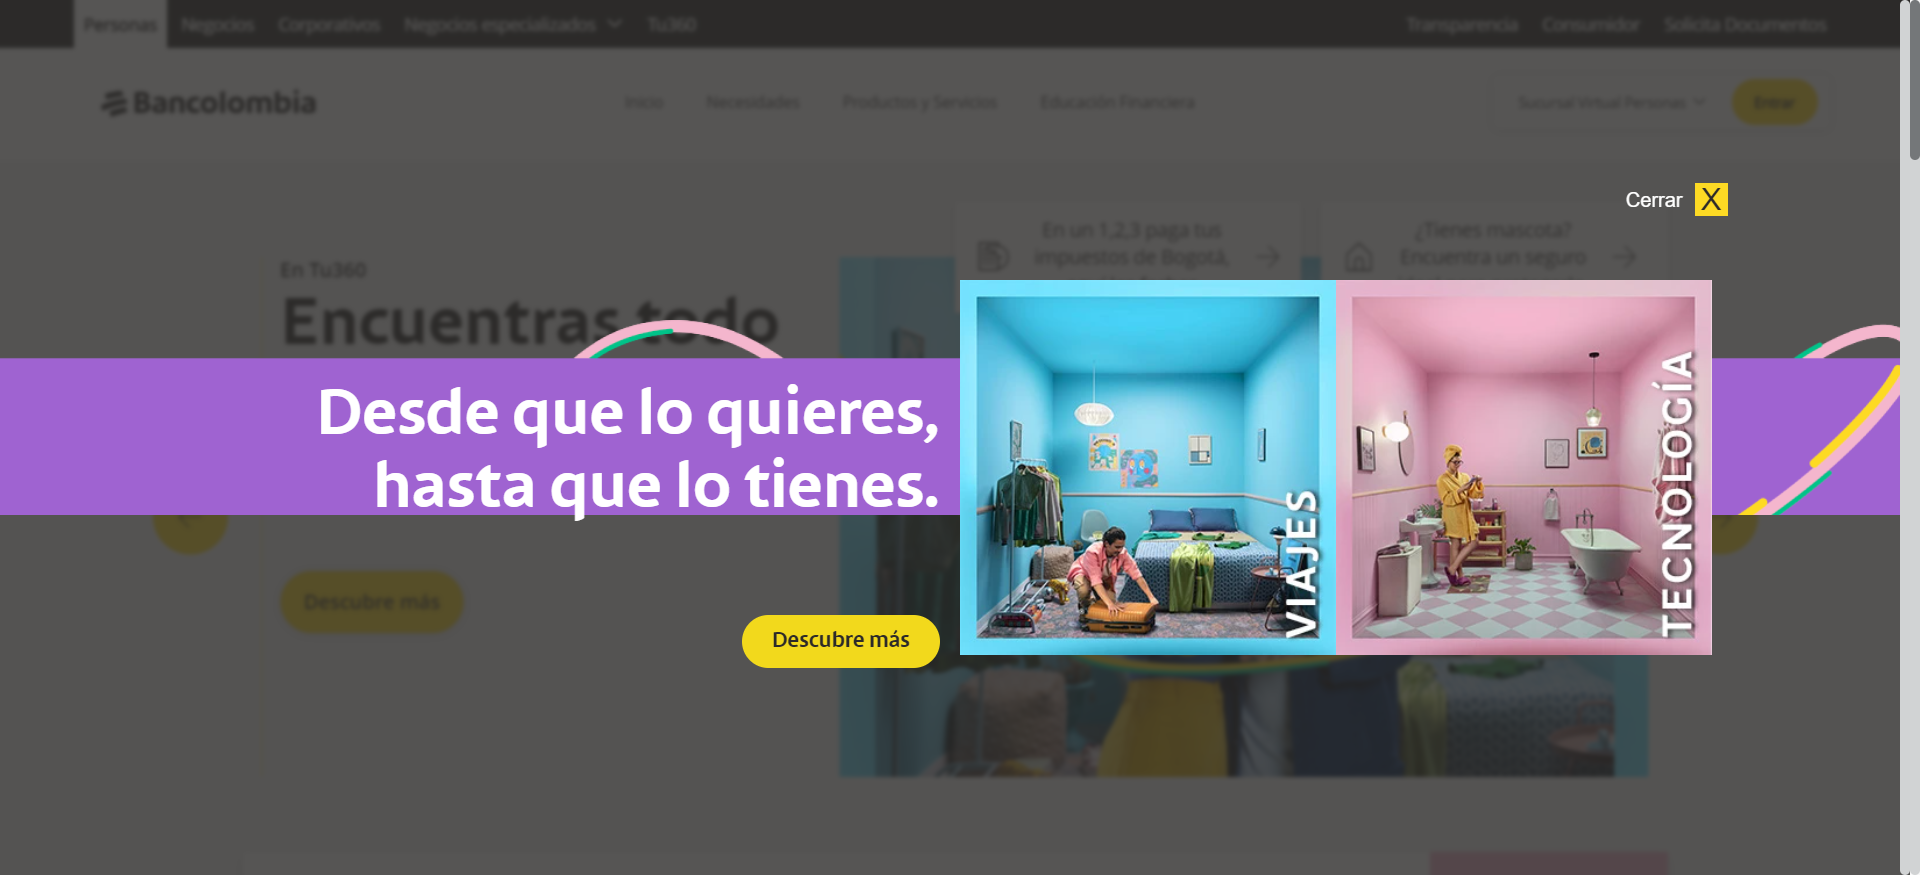 Personas Negocios Corporativos Negocios especializados Tu360 Transparencia Consumidor Solicita Documentos
Bancolombia Inicio Necesidades Productos y Servicios Educación Financiera Sucursal Virtual Personas Entrar
Cerrar X
En un 1,2,3 paga tus
impuestos de Bogotá,
¿Tienes mascota?
Encuentra un seguro
En Tu360
Encuentras todo
Desde que lo quieres,
hasta que lo tienes.
VIAJES
TECNOLOGÍA
Descubre más
Descubre más